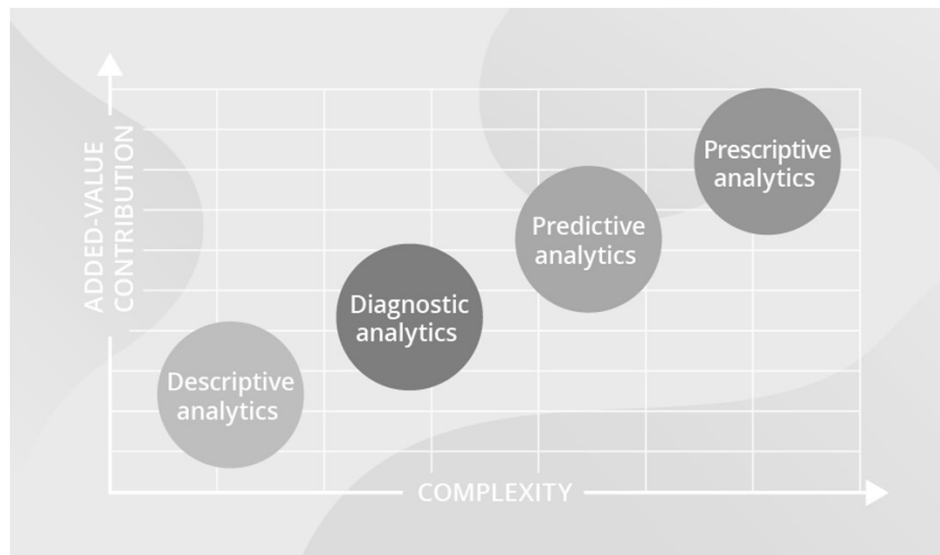 ADDED-VALUE
CONTRIBUTION
Prescriptive
analytics
Predictive
analytics
Diagnostic
analytics
Descriptive
analytics
COMPLEXITY